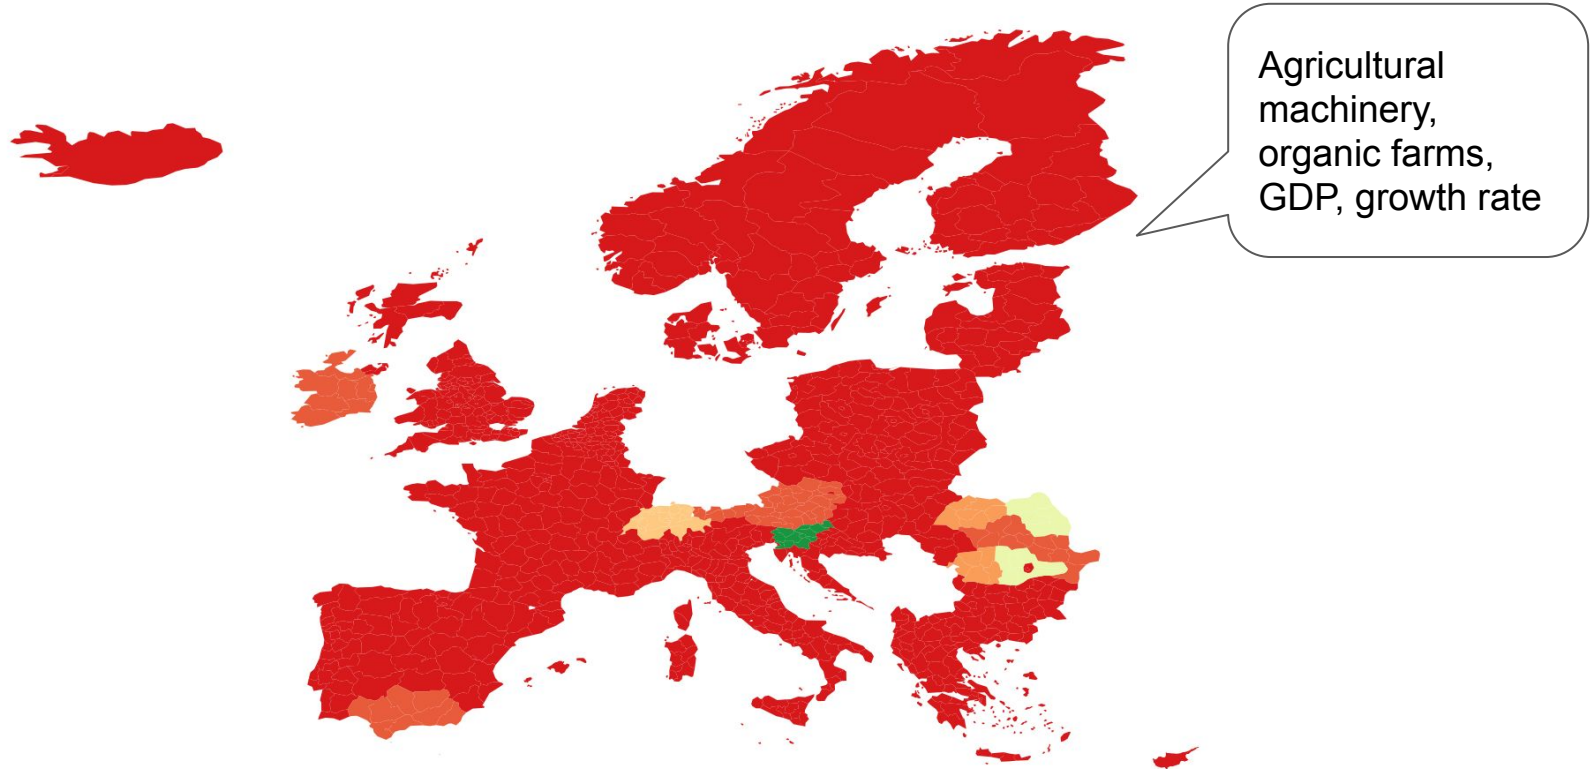 Agricultural
machinery,
organic farms,
GDP, growth rate